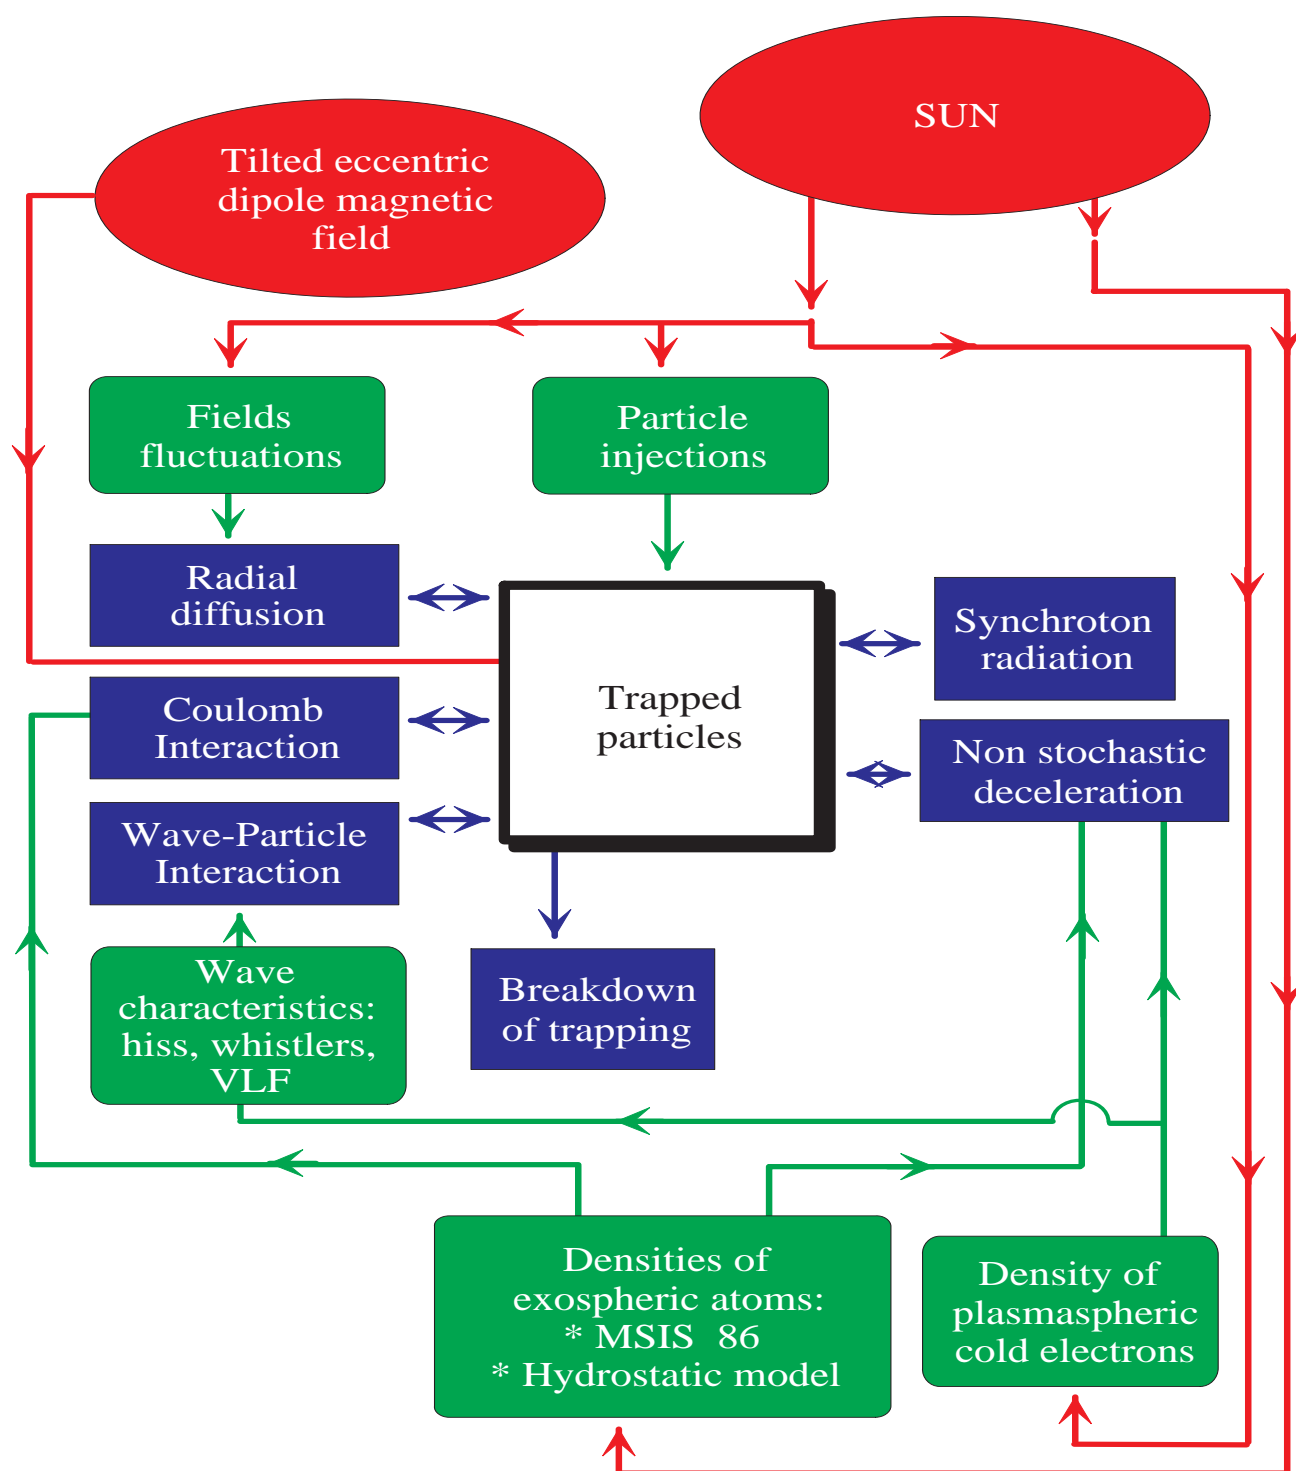 SUN
Tilted eccentric
dipole magnetic
field
Fields
fluctuations
Particle
injections
Radial
diffusion
Synchroton
radiation
Trapped
particles
Coulomb
Interaction
Non stochastic
deceleration
Wave-Particle
Interaction
Wave
characteristics:
hiss, whistlers,
VLF
Breakdown
of trapping
Densities of
exospheric atoms:
* MSIS 86
* Hydrostatic model
Density of
plasmaspheric
cold electrons